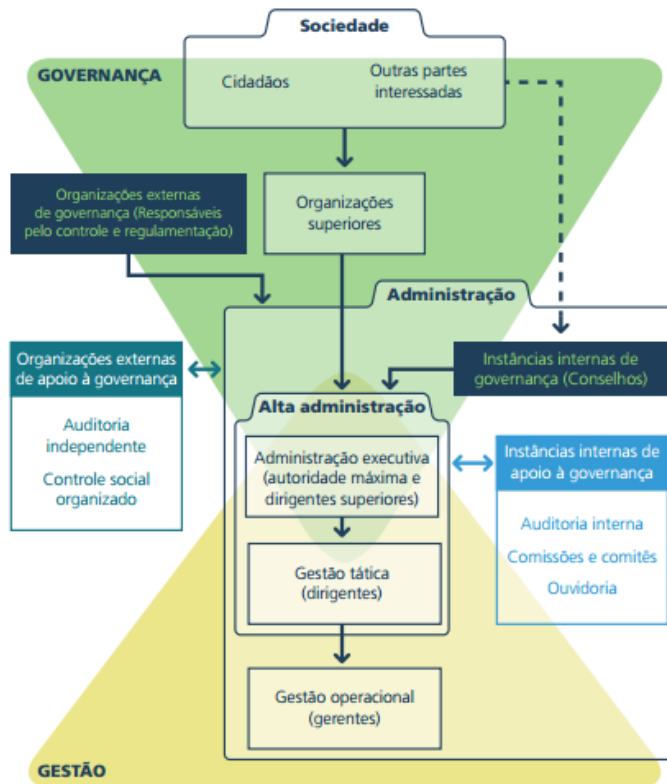 Sociedade
GOVERNANÇA
Cidadãos
Outras partes
interessadas
Organizações externas
de governança (Responsáveis
pelo controle e regulamentação)
Organizações
superiores
Administração
Organizações externas
de apoio à governança
Auditoria
independente
Controle social
organizado
Instâncias internas de
governança (Conselhos)
Alta administração
Administração executiva
(autoridade máxima e
dirigentes superiores)
Instâncias internas de
apoio à governança
Auditoria interna
Comissões e comitês
Ouvidoria
Gestão tática
(dirigentes)
Gestão operacional
(gerentes)
GESTÃO